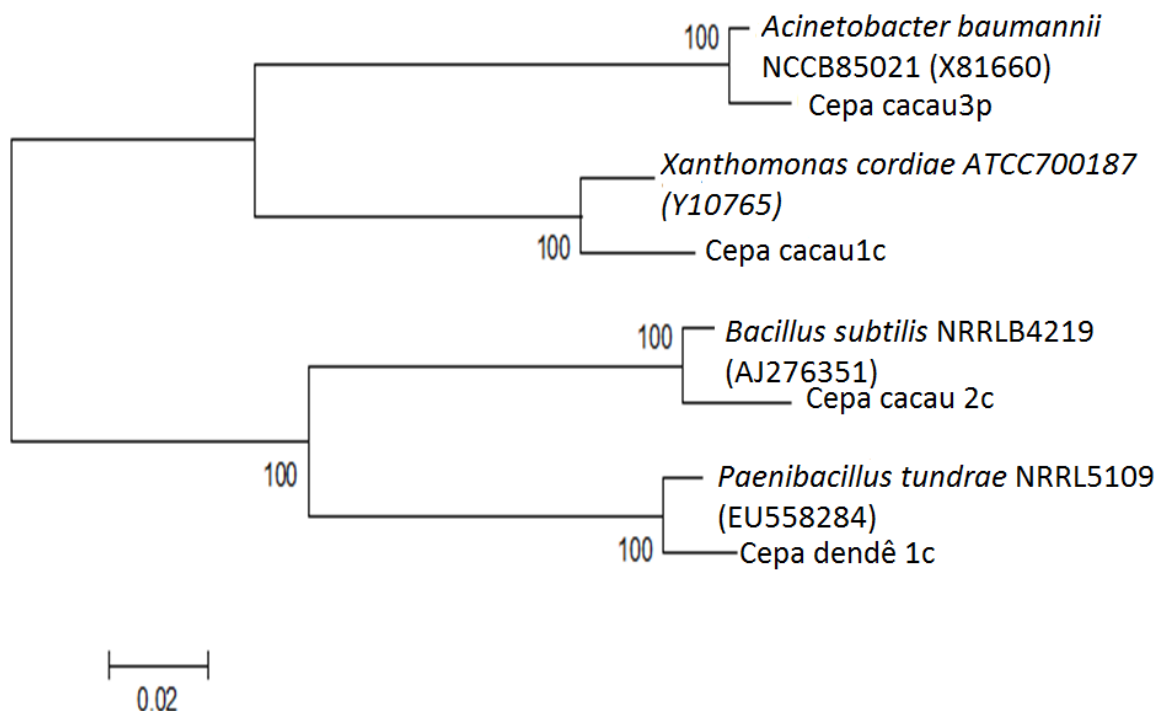 100
Acinetobacter baumannii
NCCB85021 (X81660)
Cepa cacau3p
Xanthomonas cordiae ATCC700187
(Y10765)
100
Cepa cacau1c
100
Bacillus subtilis NRRLB4219
(AJ276351)
Cepa cacau 2c
100
Paenibacillus tundrae NRRL5109
(EU558284)
100
Cepa dendê 1c
0.02